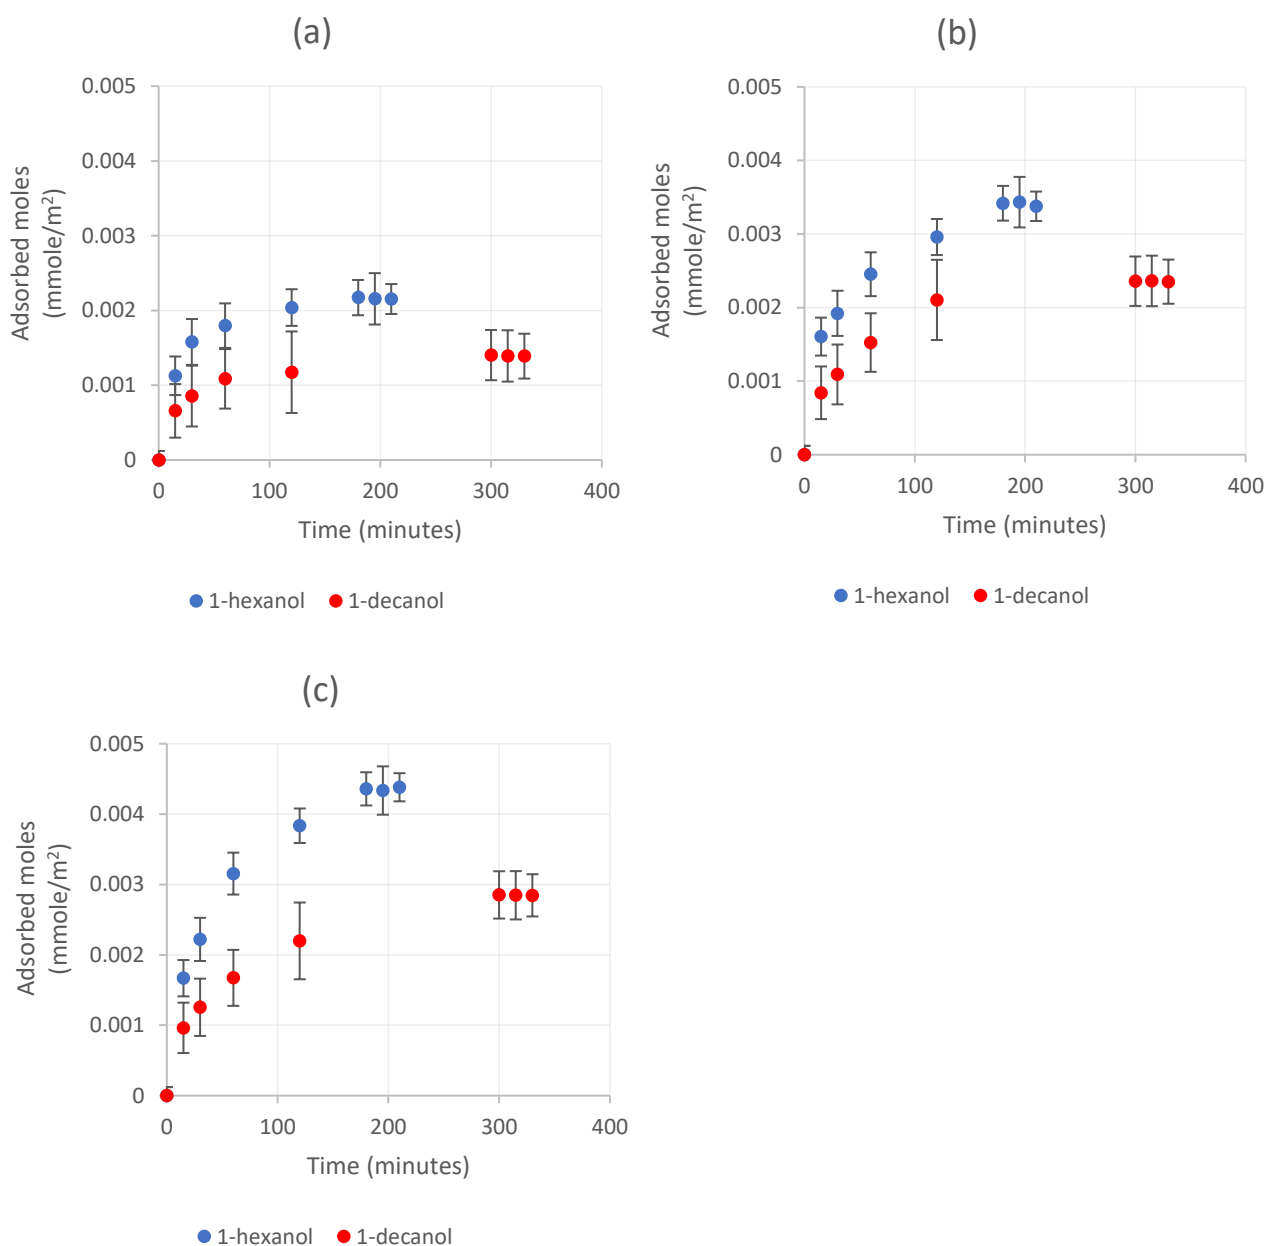 (a)
0.005
0.004
0.003
0.002
0.001
0
0 100 200 300 400
Adsorbed moles
(mmole/m²)
Time (minutes)
1-hexanol 1-decanol
(b)
0.005
0.004
0.003
0.002
0.001
0
0 100 200 300 400
Adsorbed moles
(mmole/m²)
Time (minutes)
1-hexanol 1-decanol
(c)
0.005
0.004
0.003
0.002
0.001
0
0 100 200 300 400
Adsorbed moles
(mmole/m²)
Time (minutes)
1-hexanol 1-decanol